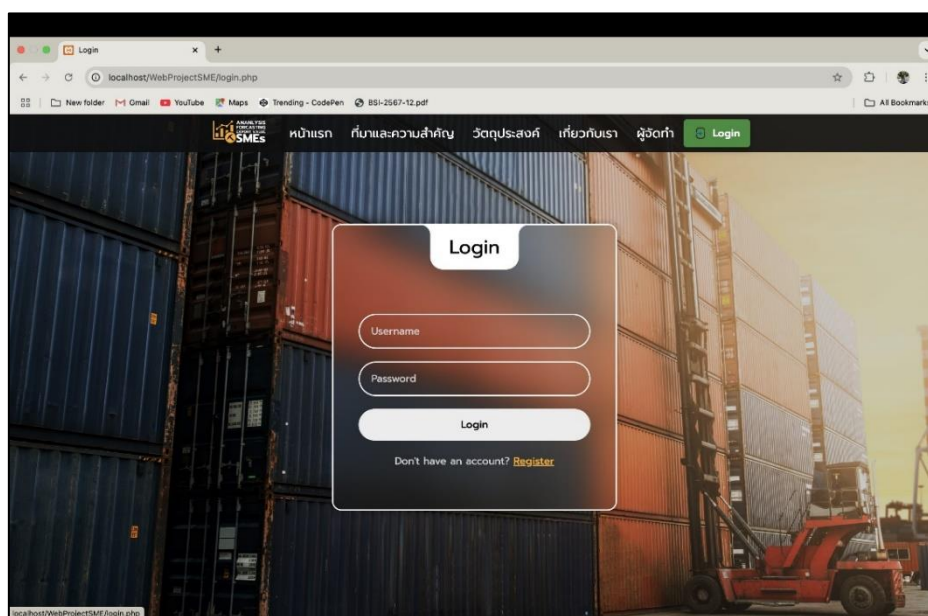 Login
localhost/WebProjectSME/login.php
New folder Gmail YouTube Maps Trending - CodePen BSI-2567-12.pdf All Bookmarks
ANALYSIS
FORECASTING
EXPORT VALUE
SMEs
หน้าแรก ที่มาและความสำคัญ วัตถุประสงค์ เกี่ยวกับเรา ผู้จัดทำ Login
Login
Username
Password
Login
Don't have an account? Register
localhost/WebProjectSME/login.php